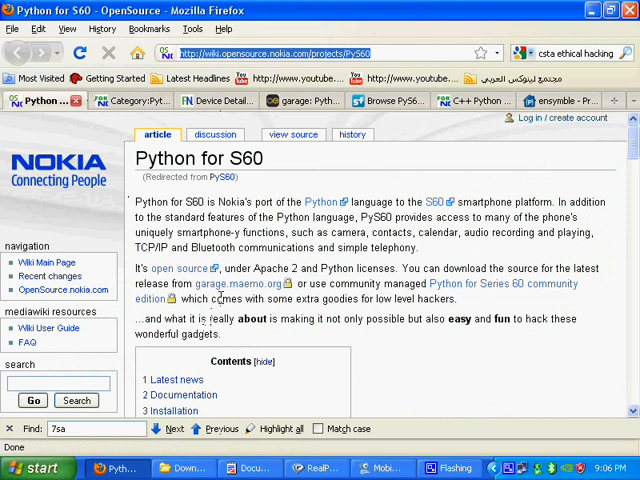 Python for S60 - OpenSource - Mozilla Firefox
File Edit View History Bookmarks Tools Help
http://wiki.opensource.nokia.com/projects/PyS60
csta ethical hacking
Most Visited Getting Started Latest Headlines http://www.youtube.... http://www.youtube.... مجتمع لينوكس العربي »
Python ... Category:Pyt... Device Detail... garage: Pyth... Browse PyS6... C++ Python ... ensymble - Pr...
Log in / create account
article discussion view source history
NOKIA
Connecting People
navigation
Wiki Main Page
Recent changes
OpenSource.nokia.com
mediawiki resources
Wiki User Guide
FAQ
search
Go Search
Python for S60
(Redirected from PyS60)
Python for S60 is Nokia's port of the Python language to the S60 smartphone platform. In addition
to the standard features of the Python language, PyS60 provides access to many of the phone's
uniquely smartphone-y functions, such as camera, contacts, calendar, audio recording and playing,
TCP/IP and Bluetooth communications and simple telephony.
It's open source, under Apache 2 and Python licenses. You can download the source for the latest
release from garage.maemo.org or use community managed Python for Series 60 community
edition which comes with some extra goodies for low level hackers.
...and what it is really about is making it not only possible but also easy and fun to hack these
wonderful gadgets.
Contents [hide]
1 Latest news
2 Documentation
3 Installation
Find: 7sa Next Previous Highlight all Match case
Done
start Pyth... Down... Docu... RealP... Mobi... Flashing 9:06 PM